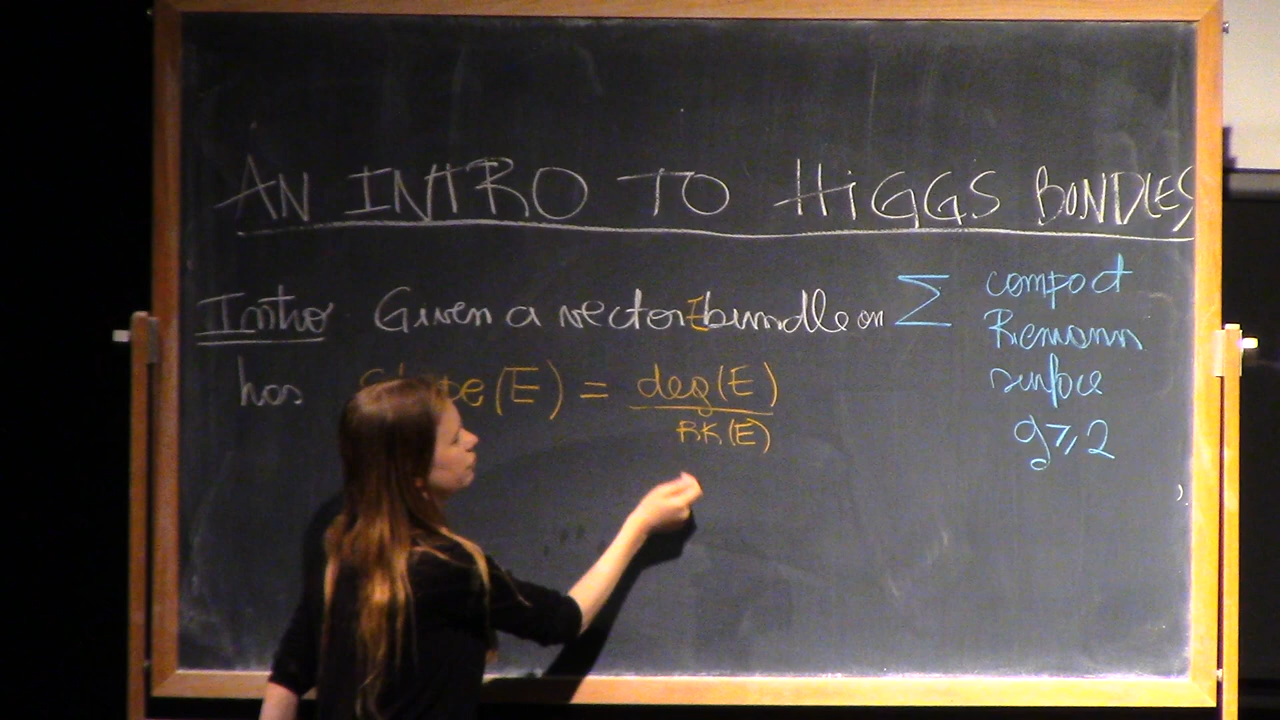 AN INTRO TO HiGGS BUNDLES
Intro Given a vector E bundle on Σ compact
Riemann
surface
g ⩾ 2
has Slope (E) = deg(E) / RK(E)